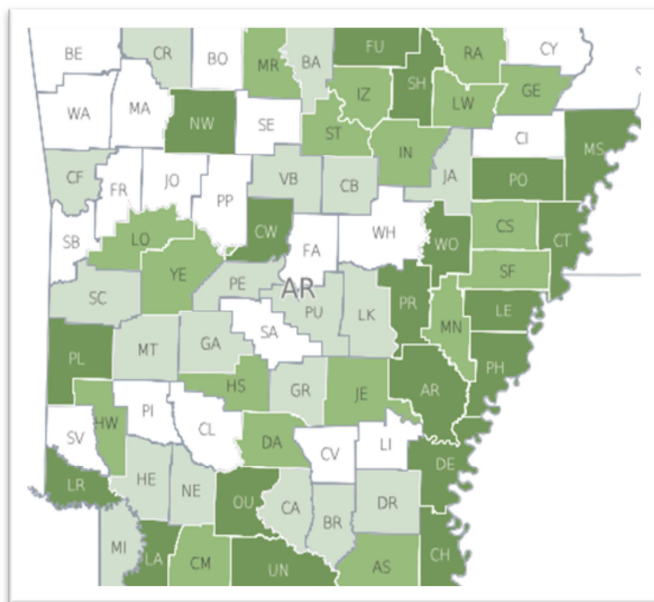 BE CR BO MR BA FU RA CY
WA MA NW SE ST IZ SH LW GE
CF FR JO PP VB CB IN JA CI MS
PO
SB LO YE CW FA WH WO CS CT
SF
SC PE AR PU LK PR MN LE
SA
PL MT GA HS GR JE AR PH
HW PI CL DA CV LI DE
SV
LR HE NE OU CA BR DR
MI LA CM UN AS CH